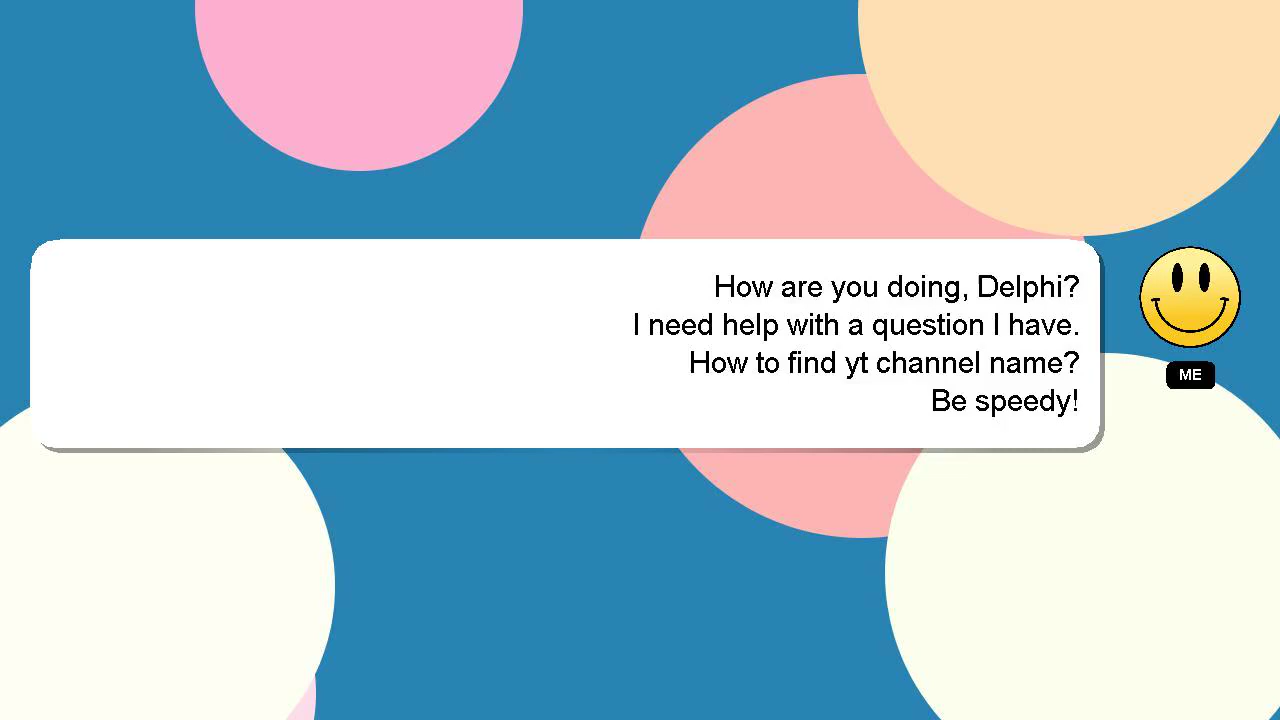 How are you doing, Delphi?
I need help with a question I have.
How to find yt channel name?
Be speedy!
ME